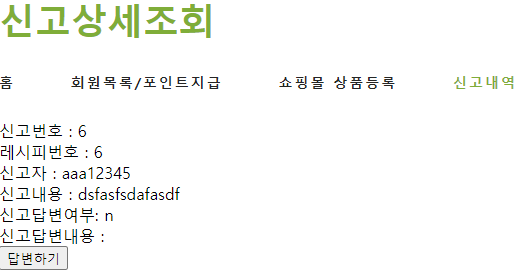 신고상세조회
홈 회원목록/포인트지급 쇼핑몰 상품등록 신고내역
신고번호 : 6
레시피번호 : 6
신고자 : aaa12345
신고내용 : dsfasfsdafasdf
신고답변여부: n
신고답변내용 :
답변하기